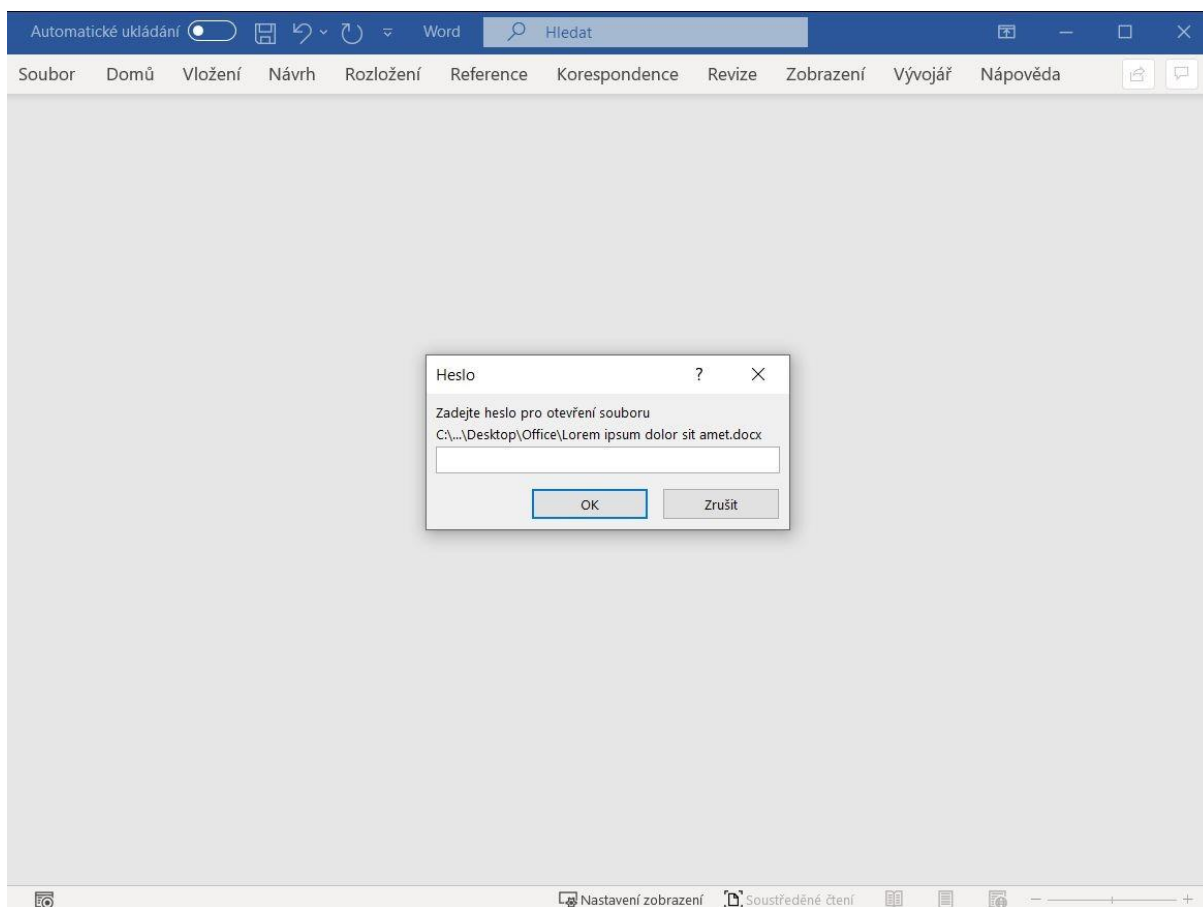 Automatické ukládání Word Hledat
Soubor Domů Vložení Návrh Rozložení Reference Korespondence Revize Zobrazení Vývojář Nápověda
Heslo ?
Zadejte heslo pro otevření souboru
C:\...\Desktop\Office\Lorem ipsum dolor sit amet.docx
OK Zrušit
Nastavení zobrazení Soustředěné čtení